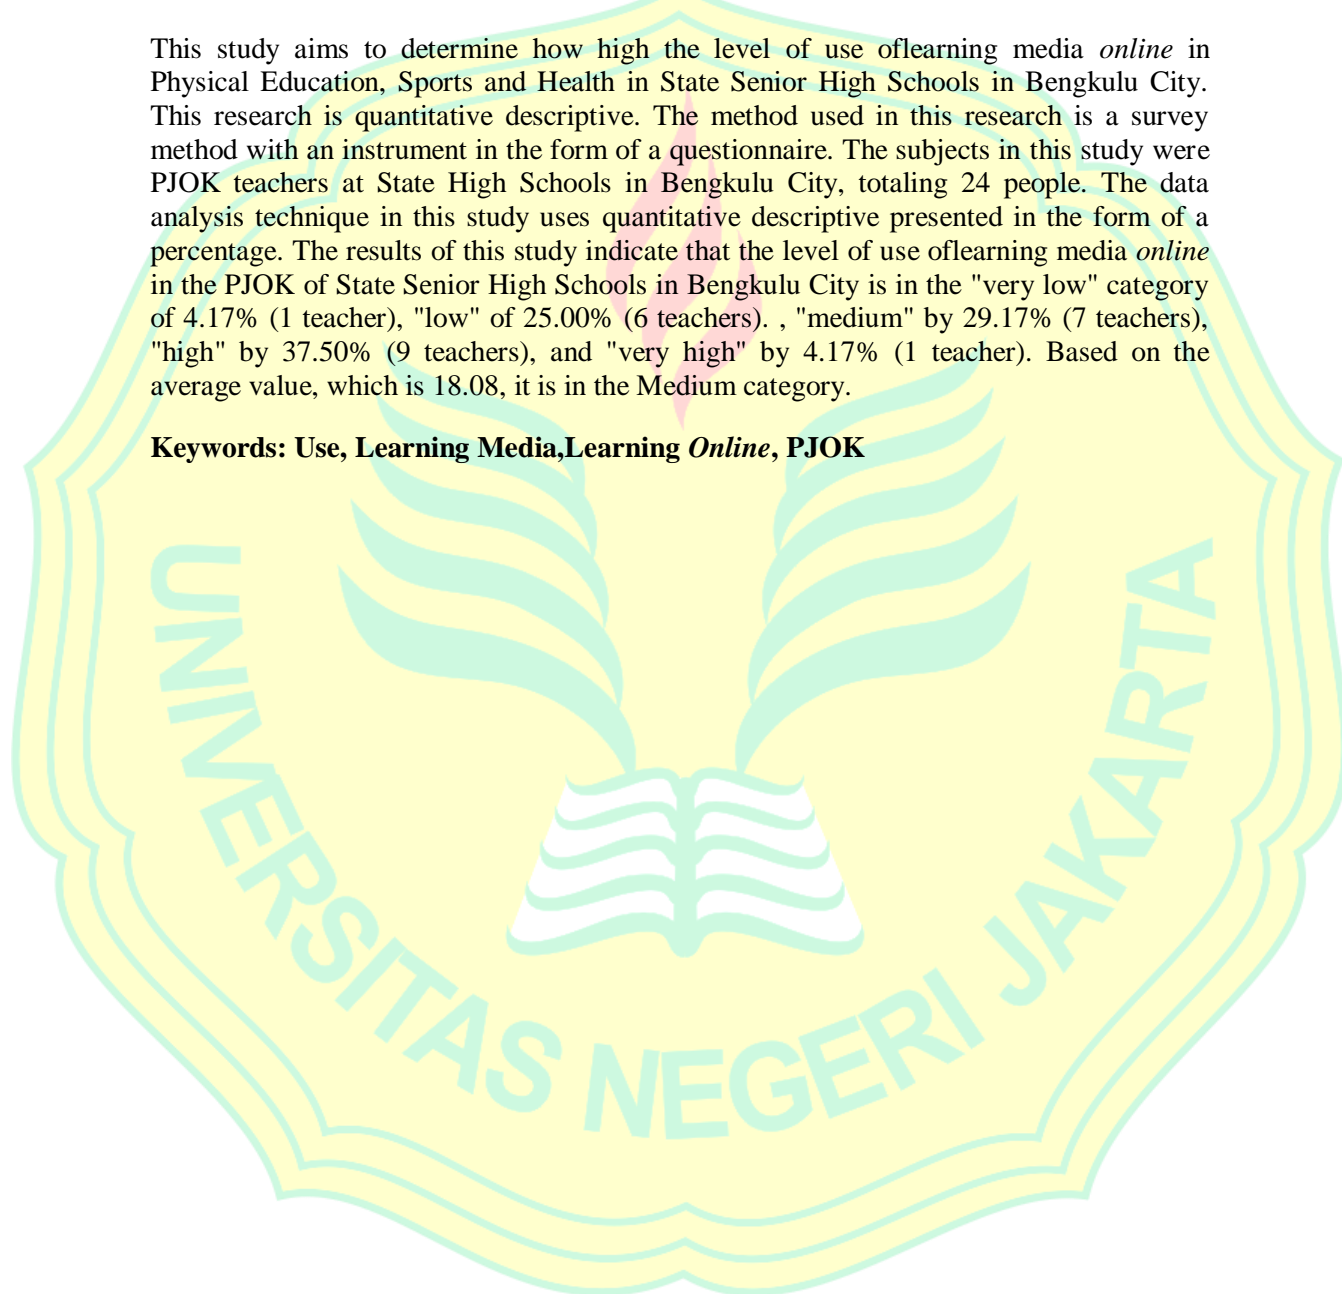 This study aims to determine how high the level of use oflearning media online in
Physical Education, Sports and Health in State Senior High Schools in Bengkulu City.
This research is quantitative descriptive. The method used in this research is a survey
method with an instrument in the form of a questionnaire. The subjects in this study were
PJOK teachers at State High Schools in Bengkulu City, totaling 24 people. The data
analysis technique in this study uses quantitative descriptive presented in the form of a
percentage. The results of this study indicate that the level of use oflearning media online
in the PJOK of State Senior High Schools in Bengkulu City is in the "very low" category
of 4.17% (1 teacher), "low" of 25.00% (6 teachers). , "medium" by 29.17% (7 teachers),
"high" by 37.50% (9 teachers), and "very high" by 4.17% (1 teacher). Based on the
average value, which is 18.08, it is in the Medium category.
Keywords: Use, Learning Media,Learning Online, PJOK
UNIVERSITAS NEGERI JAKARTA